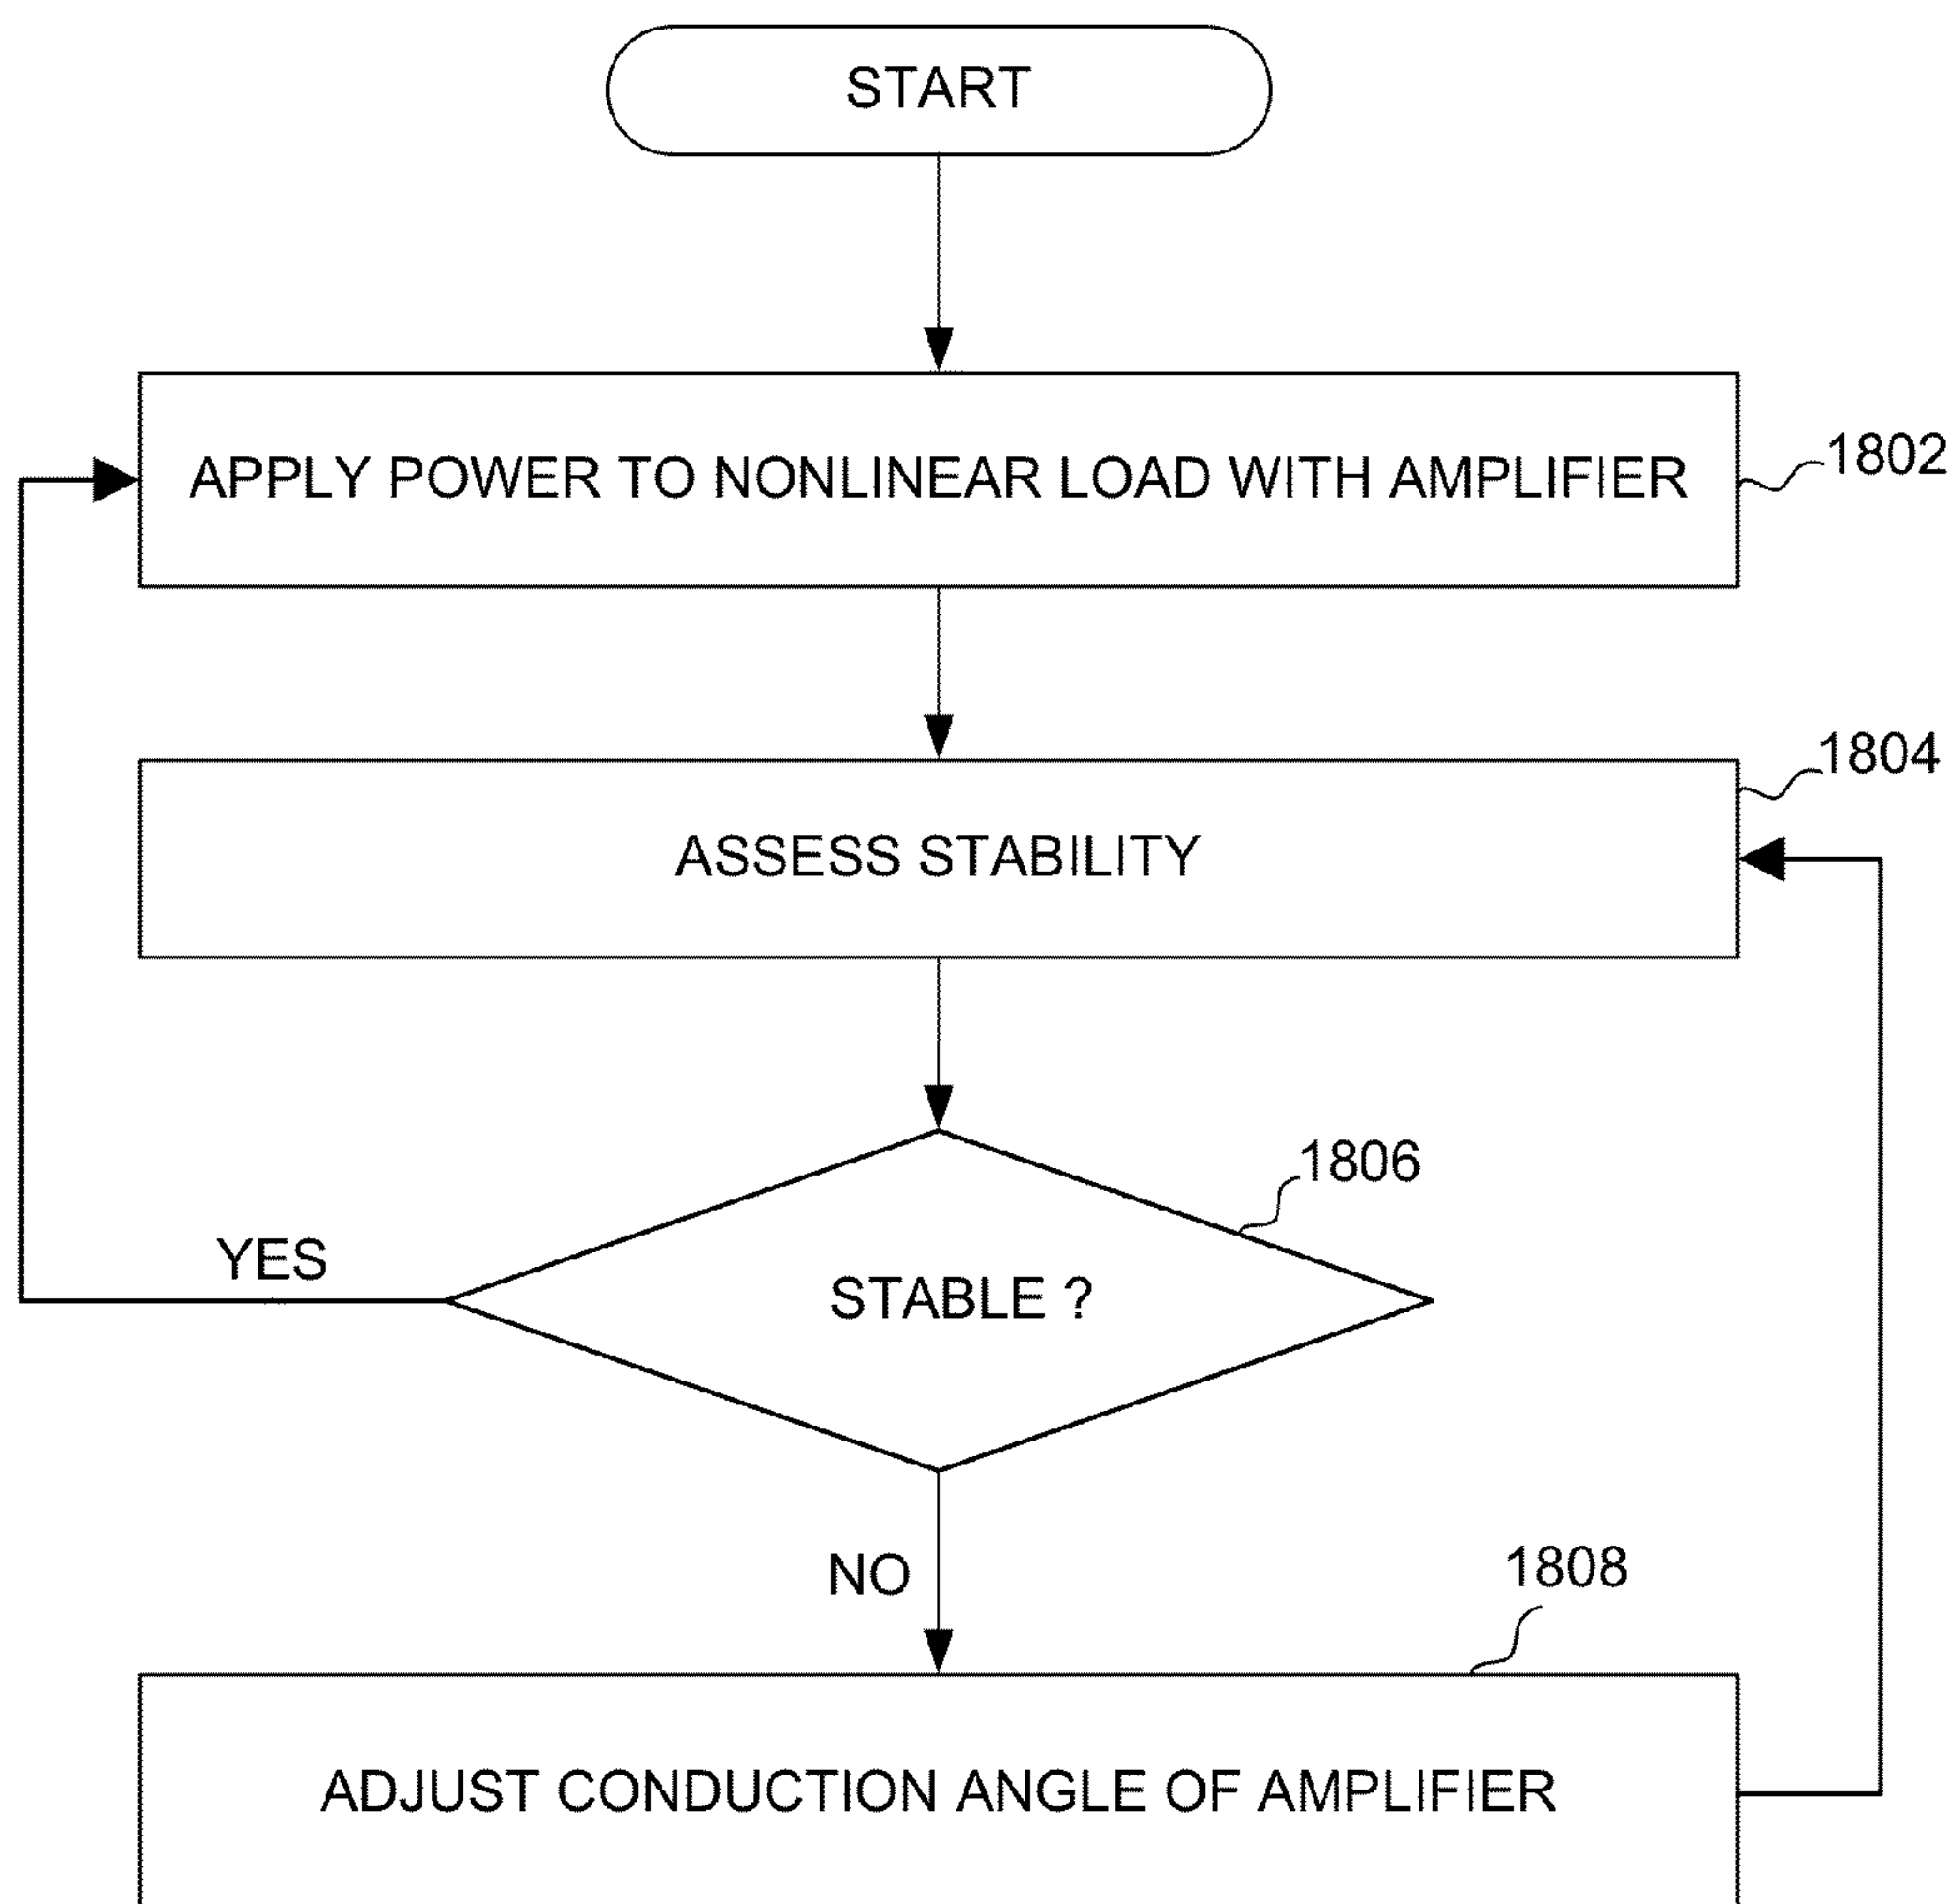 START
APPLY POWER TO NONLINEAR LOAD WITH AMPLIFIER
1802
1804
ASSESS STABILITY
1806
YES
STABLE ?
NO
1808
ADJUST CONDUCTION ANGLE OF AMPLIFIER